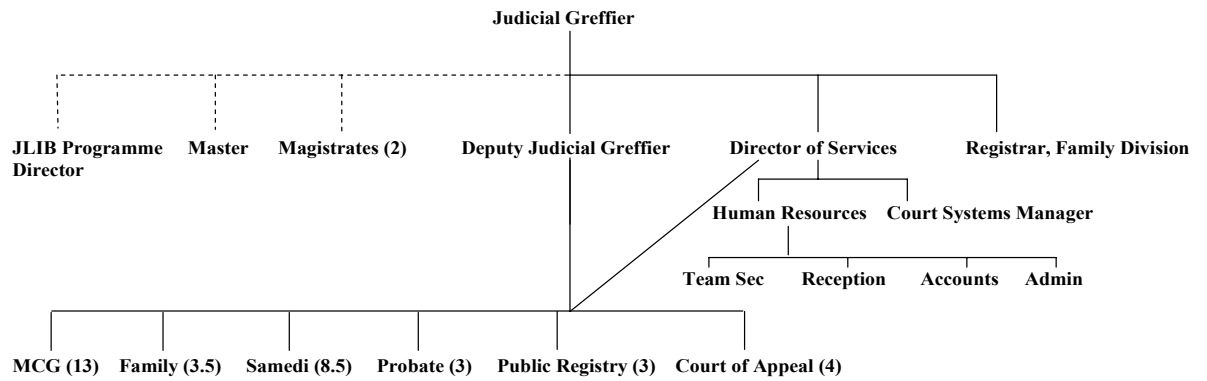 Judicial Greffier
JLIB Programme
Director
Master
Magistrates (2)
Deputy Judicial Greffier
Director of Services
Registrar, Family Division
Human Resources
Court Systems Manager
Team Sec
Reception
Accounts
Admin
MCG (13)
Family (3.5)
Samedi (8.5)
Probate (3)
Public Registry (3)
Court of Appeal (4)